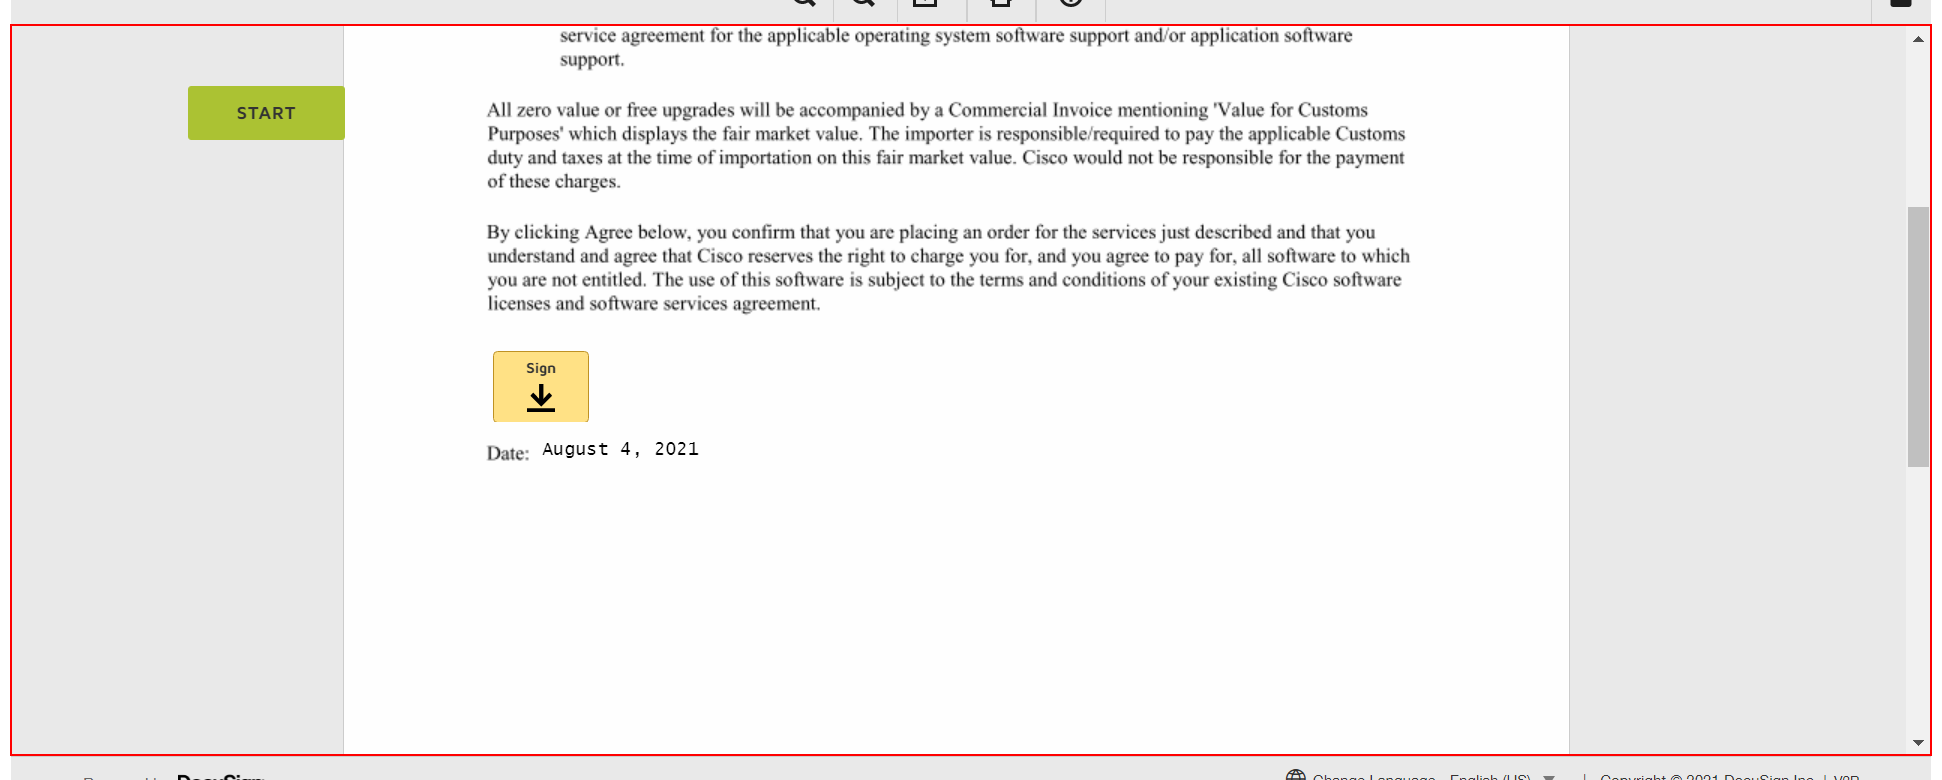 service agreement for the applicable operating system software support and/or application software
support.
START
All zero value or free upgrades will be accompanied by a Commercial Invoice mentioning 'Value for Customs
Purposes' which displays the fair market value. The importer is responsible/required to pay the applicable Customs
duty and taxes at the time of importation on this fair market value. Cisco would not be responsible for the payment
of these charges.
By clicking Agree below, you confirm that you are placing an order for the services just described and that you
understand and agree that Cisco reserves the right to charge you for, and you agree to pay for, all software to which
you are not entitled. The use of this software is subject to the terms and conditions of your existing Cisco software
licenses and software services agreement.
Sign
Date: August 4, 2021
DocuSign
Change Language - English (US) | Copyright © 2021 DocuSign Inc. | V2R